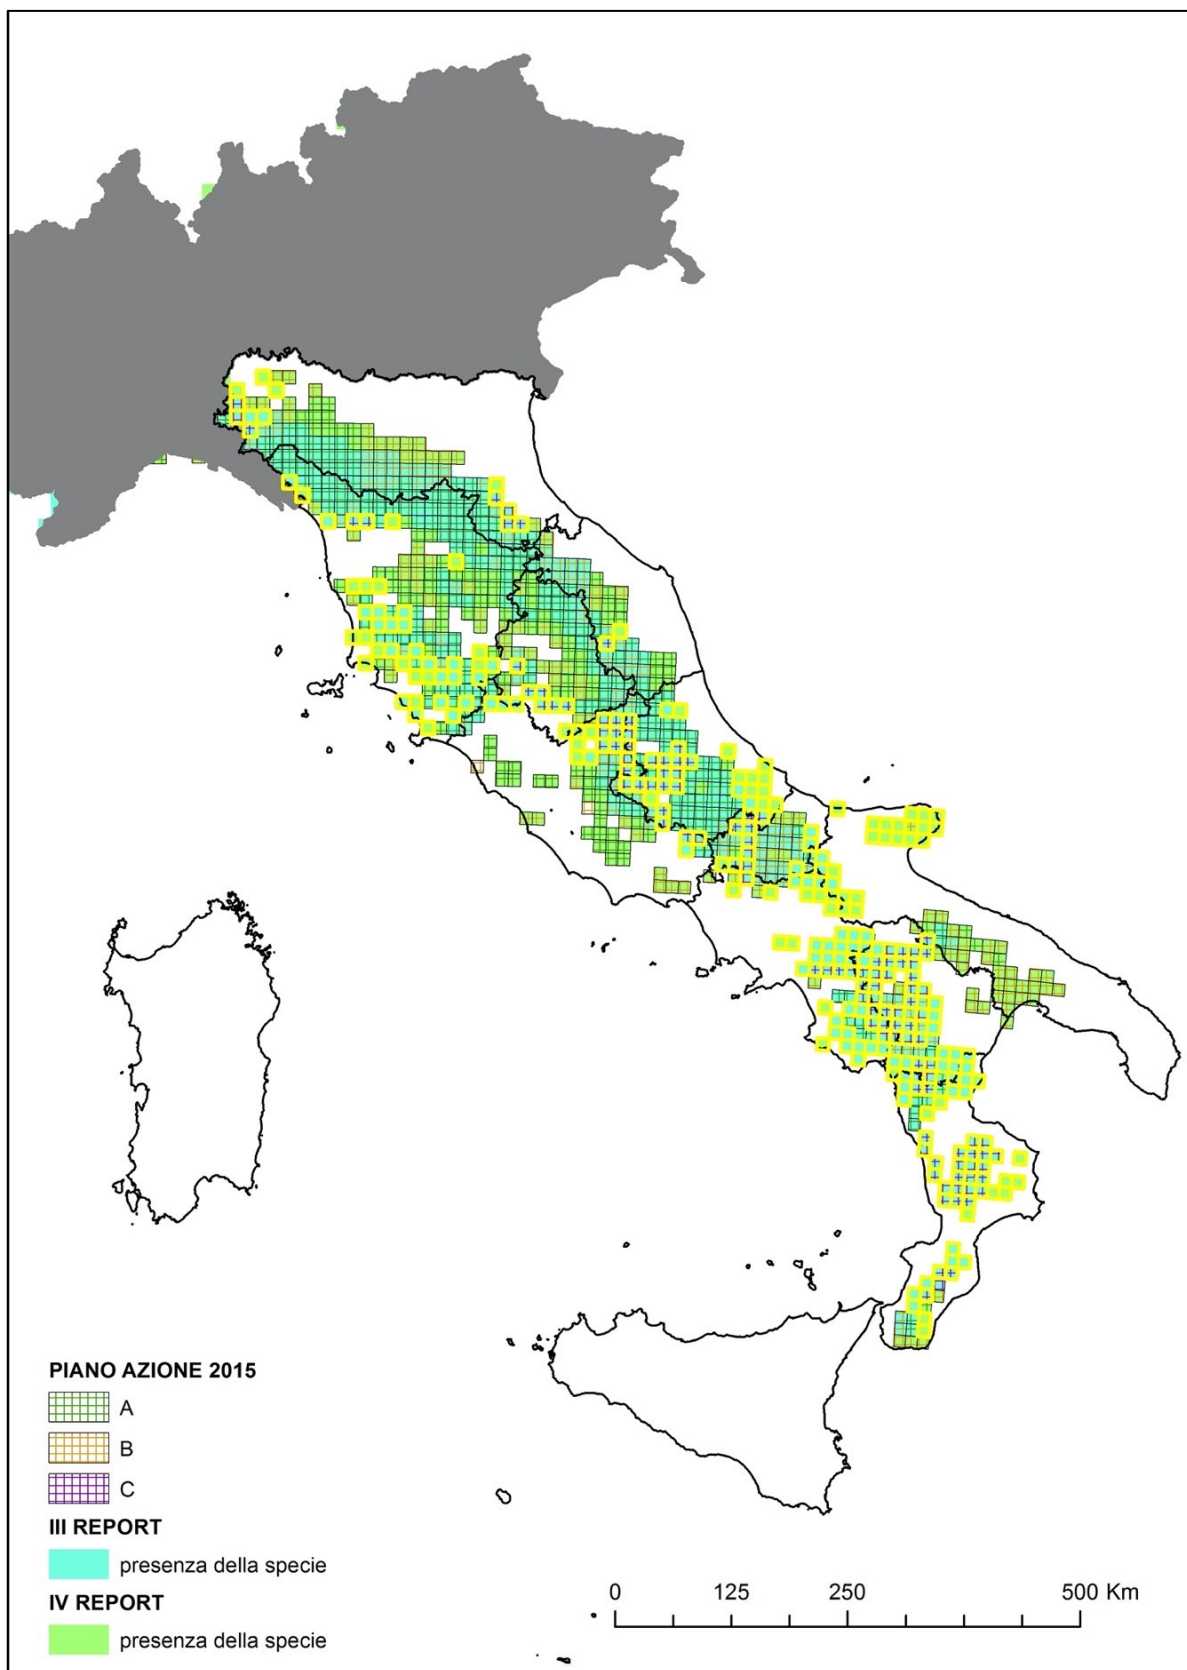 PIANO AZIONE 2015
A
B
C
III REPORT
presenza della specie
IV REPORT
presenza della specie
0 125 250 500 Km